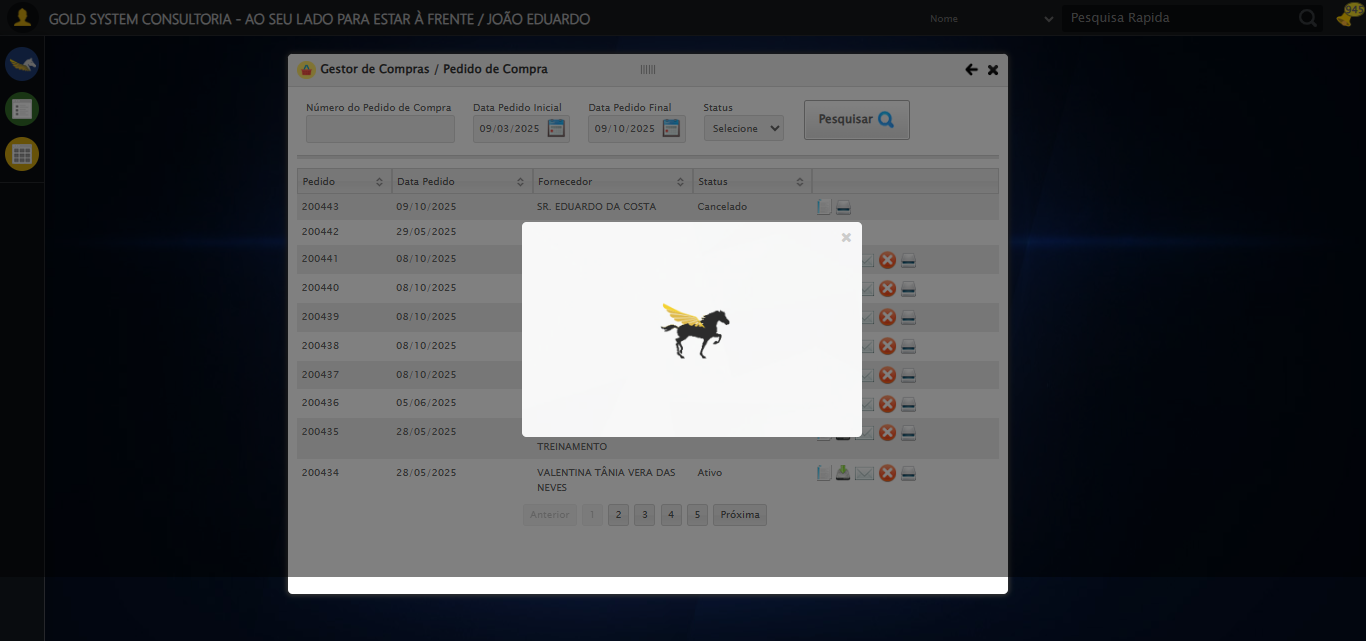 GOLD SYSTEM CONSULTORIA - AO SEU LADO PARA ESTAR À FRENTE / JOÃO EDUARDO
Nome
Pesquisa Rapida
945
Gestor de Compras / Pedido de Compra
Número do Pedido de Compra
Data Pedido Inicial
Data Pedido Final
Status
09/03/2025
09/10/2025
Selecione
Pesquisar
Pedido Data Pedido Fornecedor Status
200443 09/10/2025 SR. EDUARDO DA COSTA Cancelado
200442 29/05/2025
200441 08/10/2025
200440 08/10/2025
200439 08/10/2025
200438 08/10/2025
200437 08/10/2025
200436 05/06/2025
200435 28/05/2025
TREINAMENTO
200434 28/05/2025 VALENTINA TÂNIA VERA DAS Ativo
NEVES
Anterior 1 2 3 4 5 Próxima